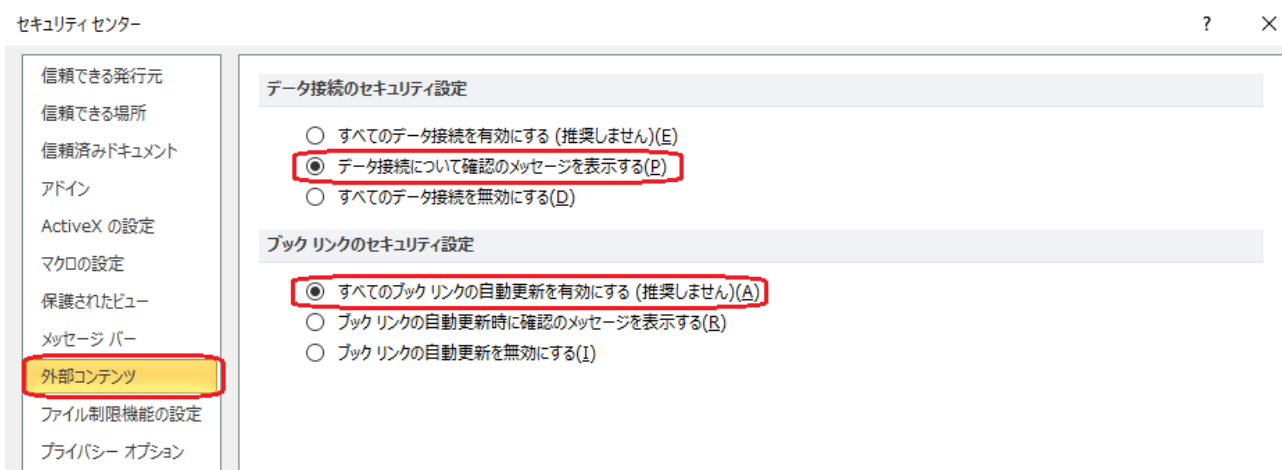 セキュリティ センター
?
×
信頼できる発行元
信頼できる場所
信頼済みドキュメント
アドイン
ActiveX の設定
マクロの設定
保護されたビュー
メッセージ バー
外部コンテンツ
ファイル制限機能の設定
プライバシー オプション
データ接続のセキュリティ設定
すべてのデータ接続を有効にする (推奨しません)(E)
データ接続について確認のメッセージを表示する(P)
すべてのデータ接続を無効にする(D)
ブック リンクのセキュリティ設定
すべてのブック リンクの自動更新を有効にする (推奨しません)(A)
ブック リンクの自動更新時に確認のメッセージを表示する(R)
ブック リンクの自動更新を無効にする(I)